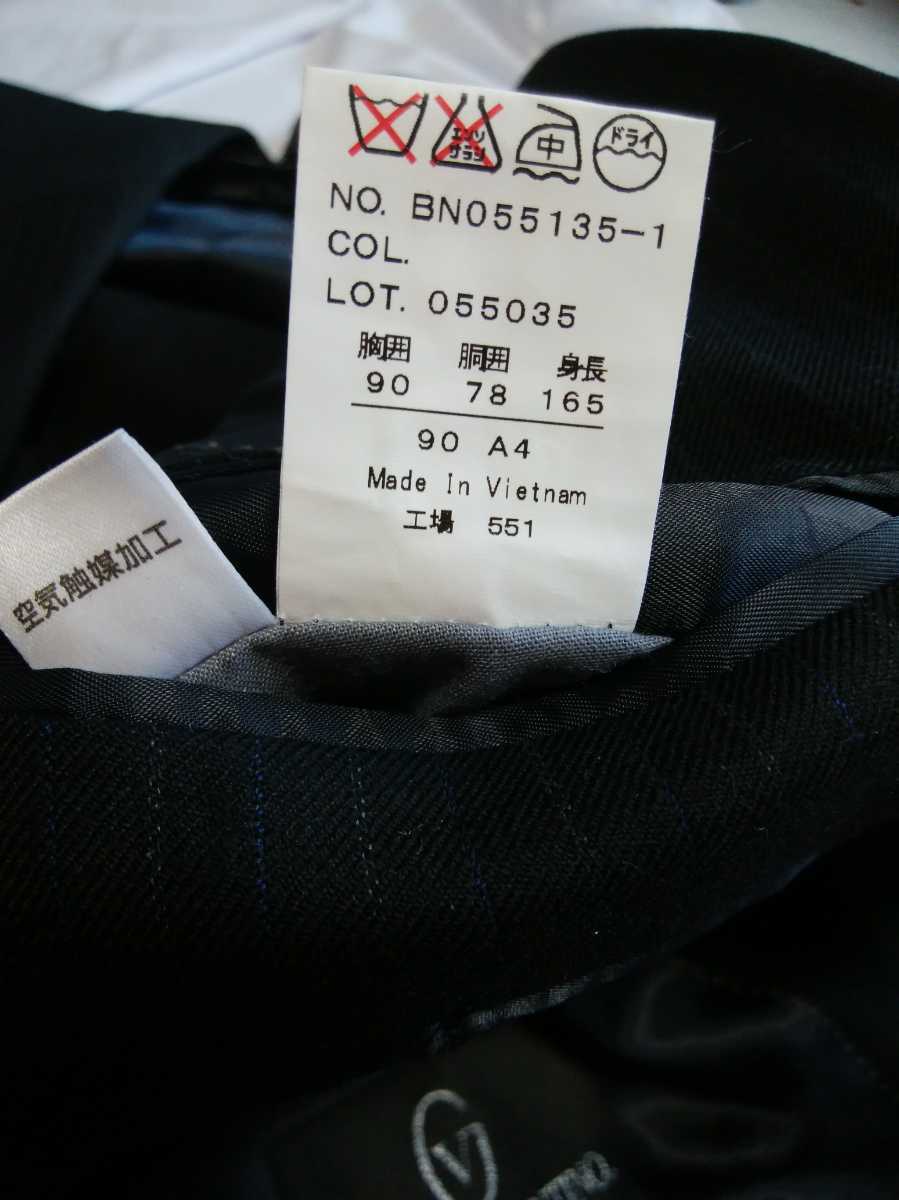 エンソ
サラシ
中
ドライ
NO. BN055135-1
COL.
LOT. 055035
胸囲 胴囲 身長
90 78 165
90 A4
Made In Vietnam
工場 551
空気触媒加工